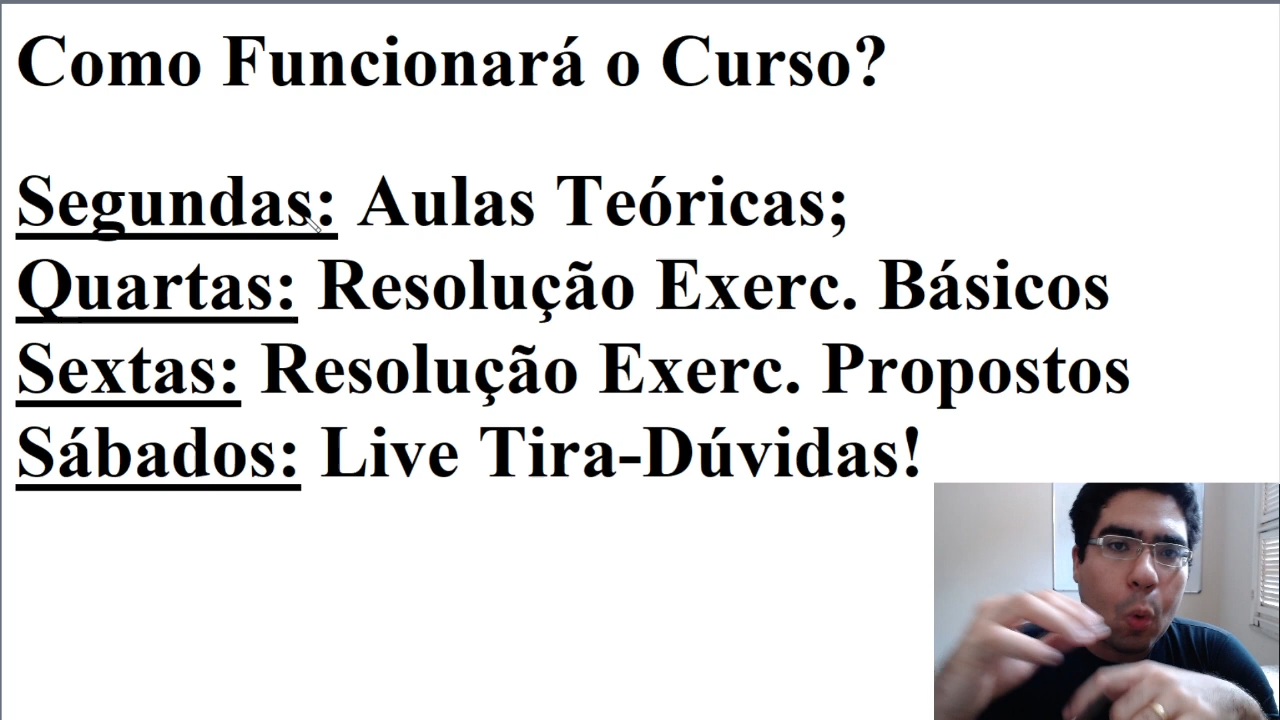 Como Funcionará o Curso?
Segundas: Aulas Teóricas;
Quartas: Resolução Exerc. Básicos
Sextas: Resolução Exerc. Propostos
Sábados: Live Tira-Dúvidas!